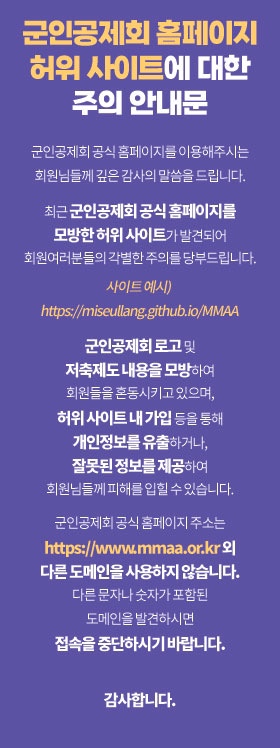 군인공제회 홈페이지
허위 사이트에 대한
주의 안내문
군인공제회 공식 홈페이지를 이용해주시는
회원님들께 깊은 감사의 말씀을 드립니다.
최근 군인공제회 공식 홈페이지를
모방한 허위 사이트가 발견되어
회원여러분들의 각별한 주의를 당부드립니다.
사이트 예시)
https://miseullang.github.io/MMAA
군인공제회 로고 및
저축제도 내용을 모방하여
회원들을 혼동시키고 있으며,
허위 사이트 내 가입 등을 통해
개인정보를 유출하거나,
잘못된 정보를 제공하여
회원님들께 피해를 입힐 수 있습니다.
군인공제회 공식 홈페이지 주소는
https://www.mmaa.or.kr 외
다른 도메인을 사용하지 않습니다.
다른 문자나 숫자가 포함된
도메인을 발견하시면
접속을 중단하시기 바랍니다.
감사합니다.